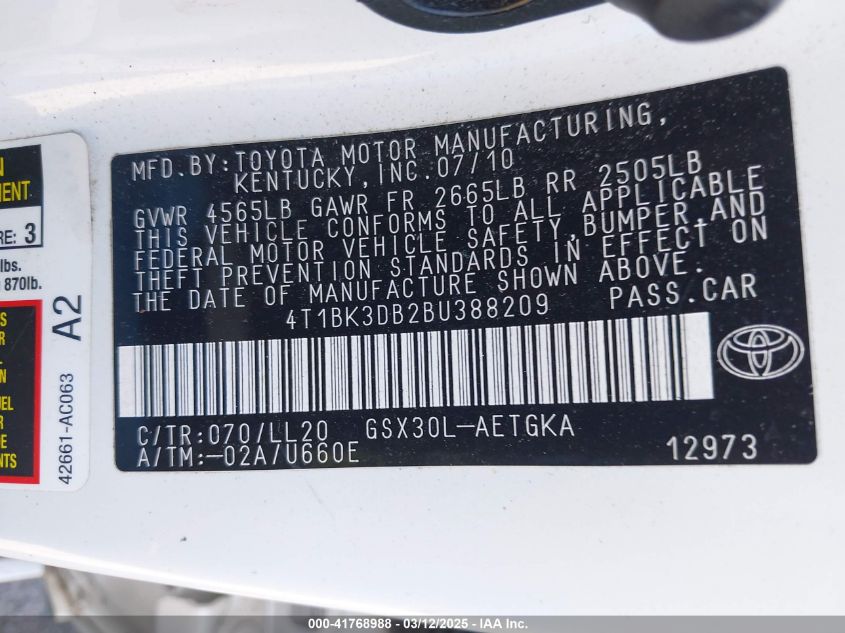 MFD.BY:TOYOTA MOTOR MANUFACTURING,
KENTUCKY,INC.07/10
GVWR 4565LB GAWR FR 2665LB RR 2505LB
THIS VEHICLE CONFORMS TO ALL APPLICABLE
FEDERAL MOTOR VEHICLE SAFETY,BUMPER,AND
THEFT PREVENTION STANDARDS IN EFFECT ON
THE DATE OF MANUFACTURE SHOWN ABOVE.
4T1BK3DB2BU388209 PASS.CAR
C/TR:070/LL20 GSX30L-AETGKA
A/TM:-02A/U660E 12973
RE: 3
lbs.
870lb.
A2
42661-AC063
000-41768988 - 03/12/2025 - IAA Inc.